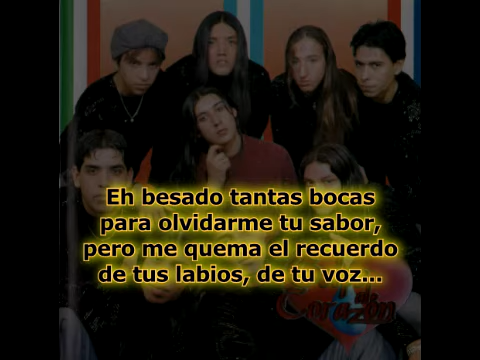 Eh besado tantas bocas
para olvidarme tu sabor,
pero me quema el recuerdo
de tus labios, de tu voz...
Corazón